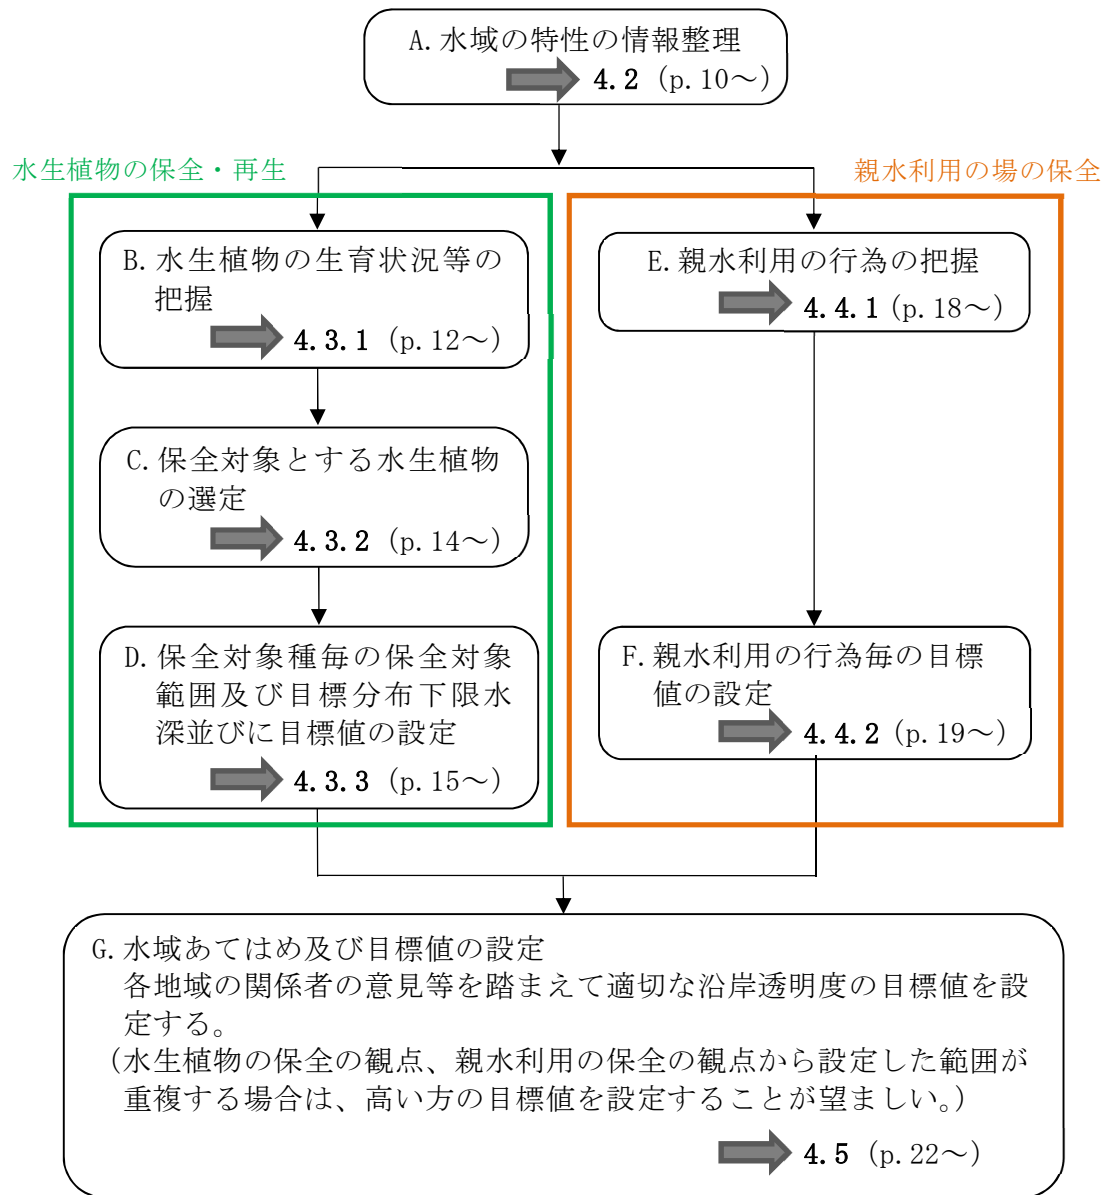 A.水域の特性の情報整理
4.2 (p.10～)
水生植物の保全・再生
親水利用の場の保全
B.水生植物の生育状況等の
把握
4.3.1 (p.12～)
C.保全対象とする水生植物
の選定
4.3.2 (p.14～)
D.保全対象種毎の保全対象
範囲及び目標分布下限水
深並びに目標値の設定
4.3.3 (p.15～)
E.親水利用の行為の把握
4.4.1 (p.18～)
F.親水利用の行為毎の目標
値の設定
4.4.2 (p.19～)
G.水域あてはめ及び目標値の設定
各地域の関係者の意見等を踏まえて適切な沿岸透明度の目標値を設
定する。
(水生植物の保全の観点、親水利用の保全の観点から設定した範囲が
重複する場合は、高い方の目標値を設定することが望ましい。)
4.5 (p.22～)